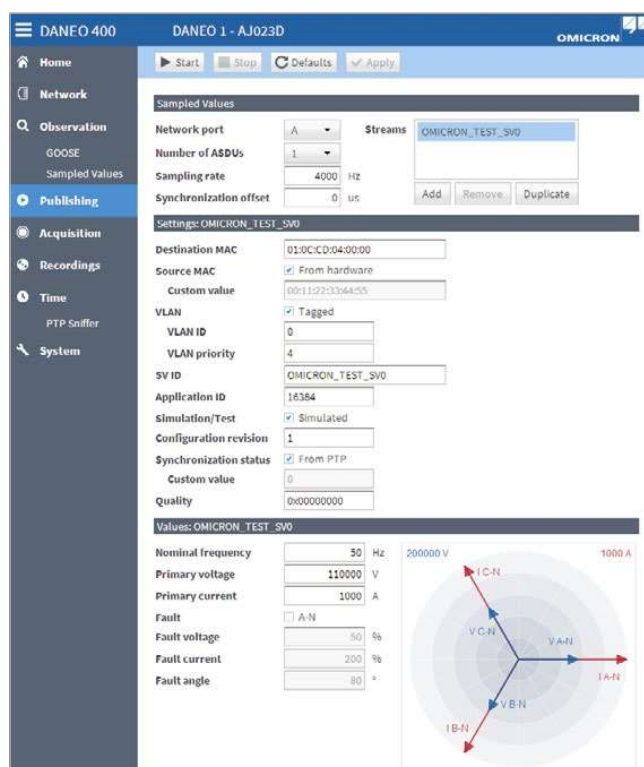 DANEO 400
DANEO 1 - AJ023D
OMICRON
Home
Network
Observation
GOOSE
Sampled Values
Publishing
Acquisition
Recordings
Time
PTP Sniffer
System
Start Stop Defaults Apply
Sampled Values
Network port A
Number of ASDUs 1
Sampling rate 4000 Hz
Synchronization offset 0 us
Streams OMICRON_TEST_SV0
Add Remove Duplicate
Settings: OMICRON_TEST_SV0
Destination MAC 01:0C:CD:04:00:00
Source MAC From hardware
Custom value 00:11:22:33:44:55
VLAN Tagged
VLAN ID 0
VLAN priority 4
SV ID OMICRON_TEST_SV0
Application ID 16384
Simulation/Test Simulated
Configuration revision 1
Synchronization status From PTP
Custom value 0
Quality 0x00000000
Values: OMICRON_TEST_SV0
Nominal frequency 50 Hz
Primary voltage 110000 V
Primary current 1000 A
Fault A-N
Fault voltage 50 %
Fault current 200 %
Fault angle 80 °
200000 V 1000 A
I C-N
V C-N
V A-N
I A-N
V B-N
I B-N